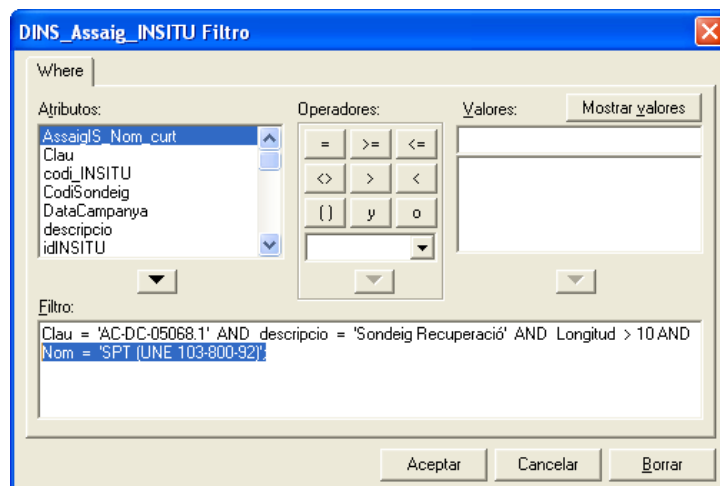 DINS_Assaig_INSITU Filtro
Where
Atributos:
Operadores:
Valores:
Mostrar valores
AssaigIS_Nom_curt
Clau
codi_INSITU
CodiSondeig
DataCampanya
descripcio
idINSITU
= >= <=
<> > <
() y o
Filtro:
Clau = 'AC-DC-05068.1' AND descripcio = 'Sondeig Recuperació' AND Longitud > 10 AND
Nom = 'SPT (UNE 103-800-92)';
Aceptar
Cancelar
Borrar